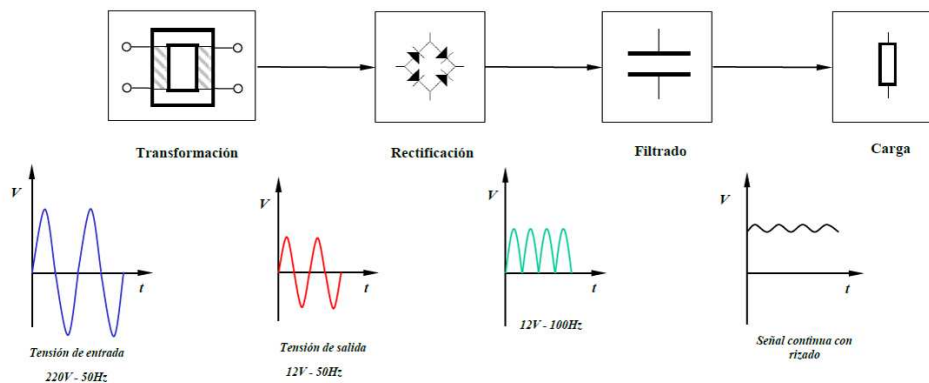 Transformación
Rectificación
Filtrado
Carga
V
t
Tensión de entrada
220V - 50Hz
V
t
Tensión de salida
12V - 50Hz
V
t
12V - 100Hz
V
t
Señal continua con
rizado